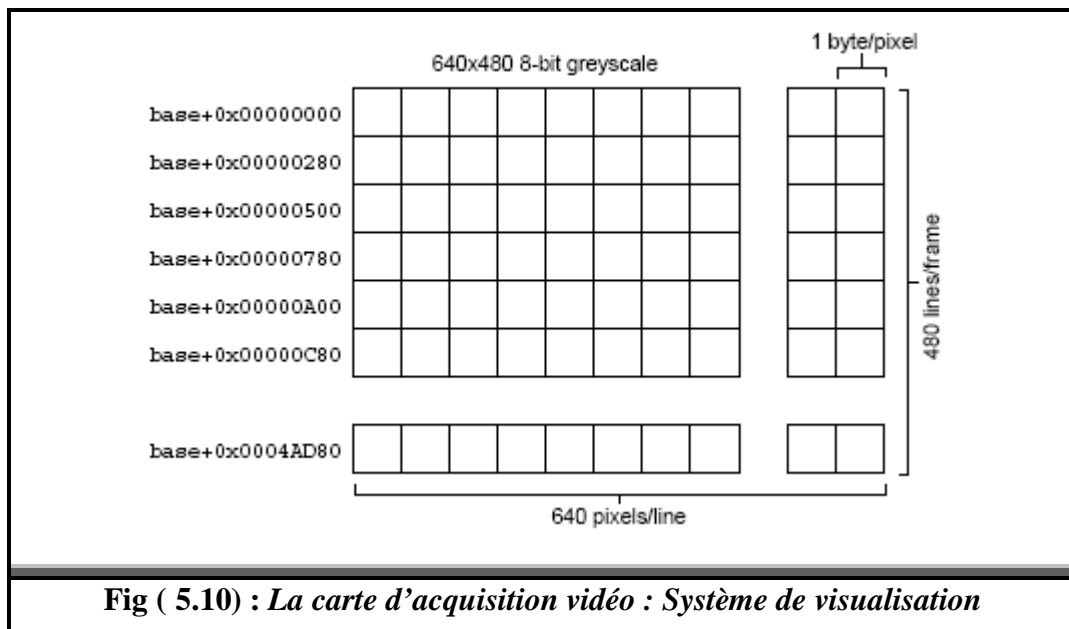 1 byte/pixel
640x480 8-bit greyscale
base+0x00000000
base+0x00000280
base+0x00000500
base+0x00000780
base+0x00000A00
base+0x00000C80
480 lines/frame
base+0x0004AD80
640 pixels/line
Fig ( 5.10) : La carte d’acquisition vidéo : Système de visualisation